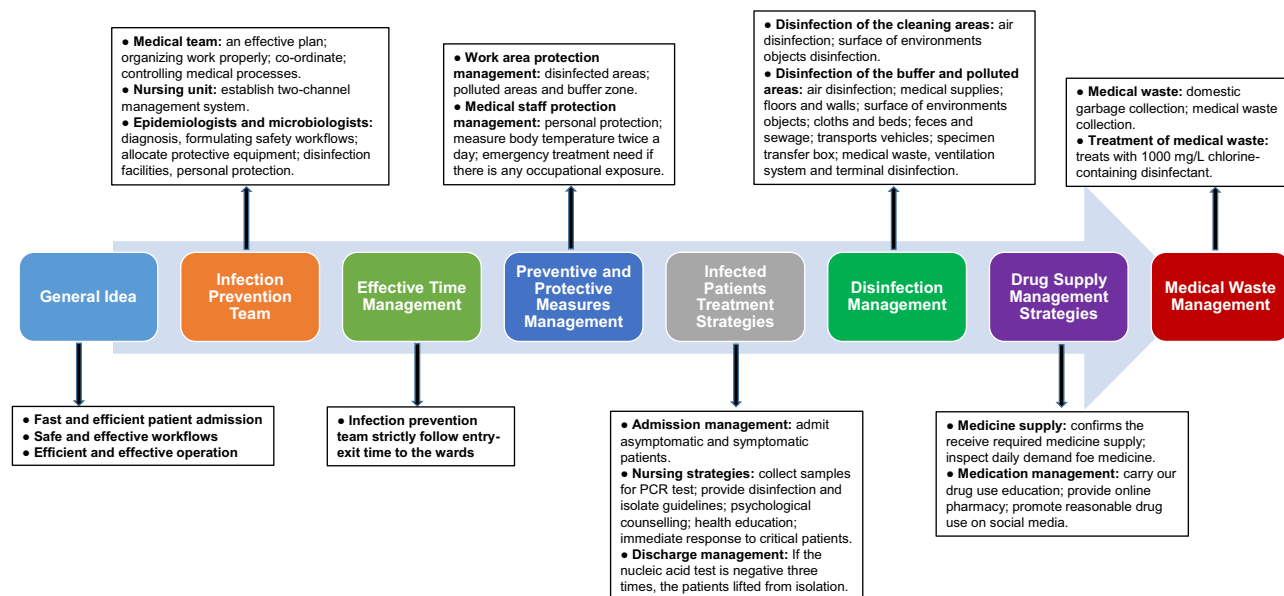 ● Medical team: an effective plan;
organizing work properly; co-ordinate;
controlling medical processes.
● Nursing unit: establish two-channel
management system.
● Epidemiologists and microbiologists:
diagnosis, formulating safety workflows;
allocate protective equipment; disinfection
facilities, personal protection.
● Work area protection
management: disinfected areas;
polluted areas and buffer zone.
● Medical staff protection
management: personal protection;
measure body temperature twice a
day; emergency treatment need if
there is any occupational exposure.
● Disinfection of the cleaning areas: air
disinfection; surface of environments
objects disinfection.
● Disinfection of the buffer and polluted
areas: air disinfection; medical supplies;
floors and walls; surface of environments
objects; cloths and beds; feces and
sewage; transports vehicles; specimen
transfer box; medical waste, ventilation
system and terminal disinfection.
● Medical waste: domestic
garbage collection; medical waste
collection.
● Treatment of medical waste:
treats with 1000 mg/L chlorine-
containing disinfectant.
General Idea
Infection
Prevention
Team
Effective Time
Management
Preventive and
Protective
Measures
Management
Infected
Patients
Treatment
Strategies
Disinfection
Management
Drug Supply
Management
Strategies
Medical Waste
Management
● Fast and efficient patient admission
● Safe and effective workflows
● Efficient and effective operation
● Infection prevention
team strictly follow entry-
exit time to the wards
● Admission management: admit
asymptomatic and symptomatic
patients.
● Nursing strategies: collect samples
for PCR test; provide disinfection and
isolate guidelines; psychological
counselling; health education;
immediate response to critical patients.
● Discharge management: If the
nucleic acid test is negative three
times, the patients lifted from isolation.
● Medicine supply: confirms the
receive required medicine supply;
inspect daily demand foe medicine.
● Medication management: carry our
drug use education; provide online
pharmacy; promote reasonable drug
use on social media.